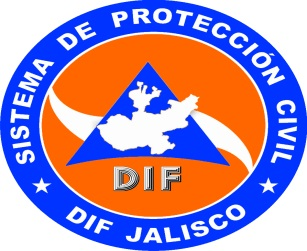 SISTEMA DE PROTECCIÓN CIVIL
DIF
DIF JALISCO